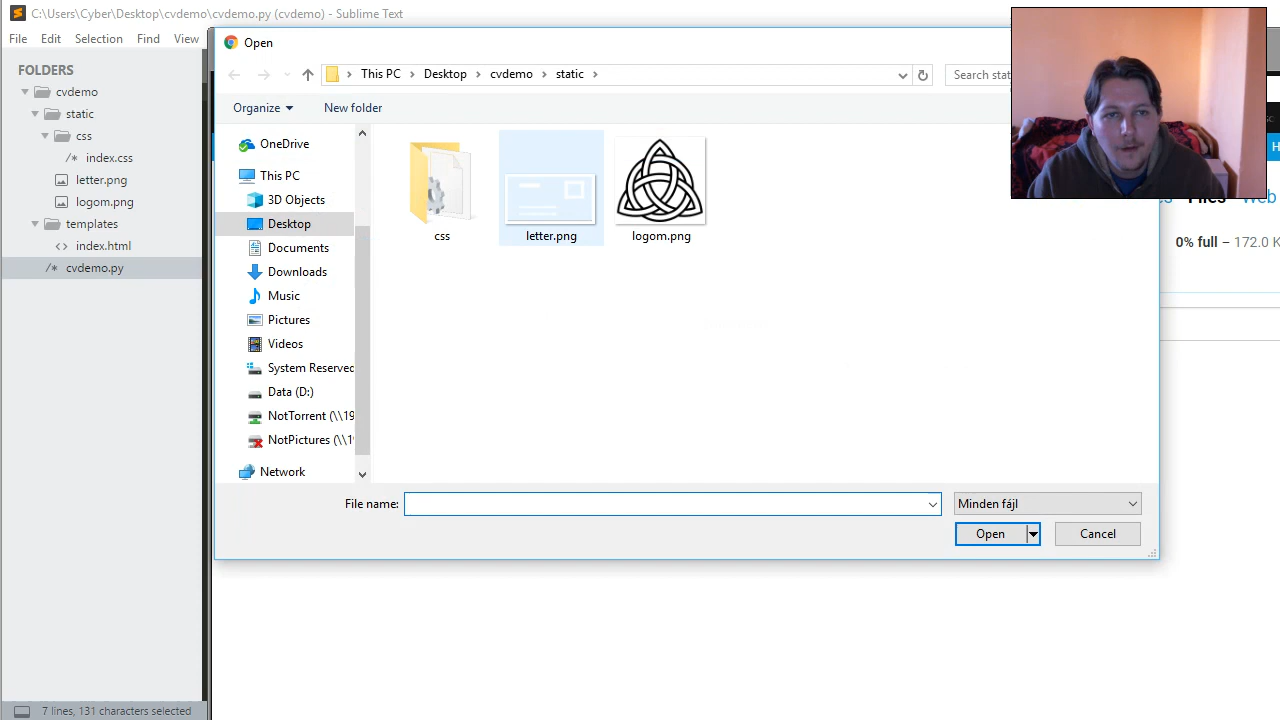 C:\Users\Cyber\Desktop\cvdemo\cvdemo.py (cvdemo) - Sublime Text
File Edit Selection Find View
FOLDERS
cvdemo
static
css
/* index.css
letter.png
logom.png
templates
<> index.html
/* cvdemo.py
7 lines, 131 characters selected
Open
This PC > Desktop > cvdemo > static >
Search stat
Organize New folder
OneDrive
This PC
3D Objects
Desktop
Documents
Downloads
Music
Pictures
Videos
System Reserved
Data (D:)
NotTorrent (\\19
NotPictures (\\1
Network
css
letter.png
logom.png
File name:
Minden fájl
Open Cancel
Files Web
0% full – 172.0 K